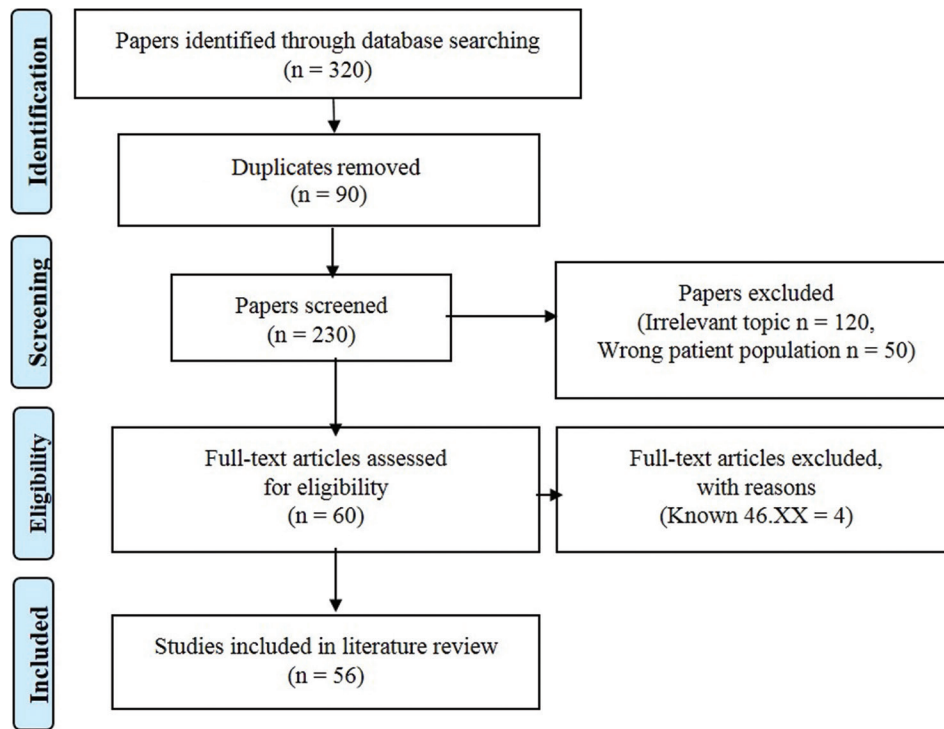 Identification
Papers identified through database searching
(n = 320)
Duplicates removed
(n = 90)
Screening
Papers screened
(n = 230)
Papers excluded
(Irrelevant topic n = 120,
Wrong patient population n = 50)
Eligibility
Full-text articles assessed
for eligibility
(n = 60)
Full-text articles excluded,
with reasons
(Known 46.XX = 4)
Included
Studies included in literature review
(n = 56)